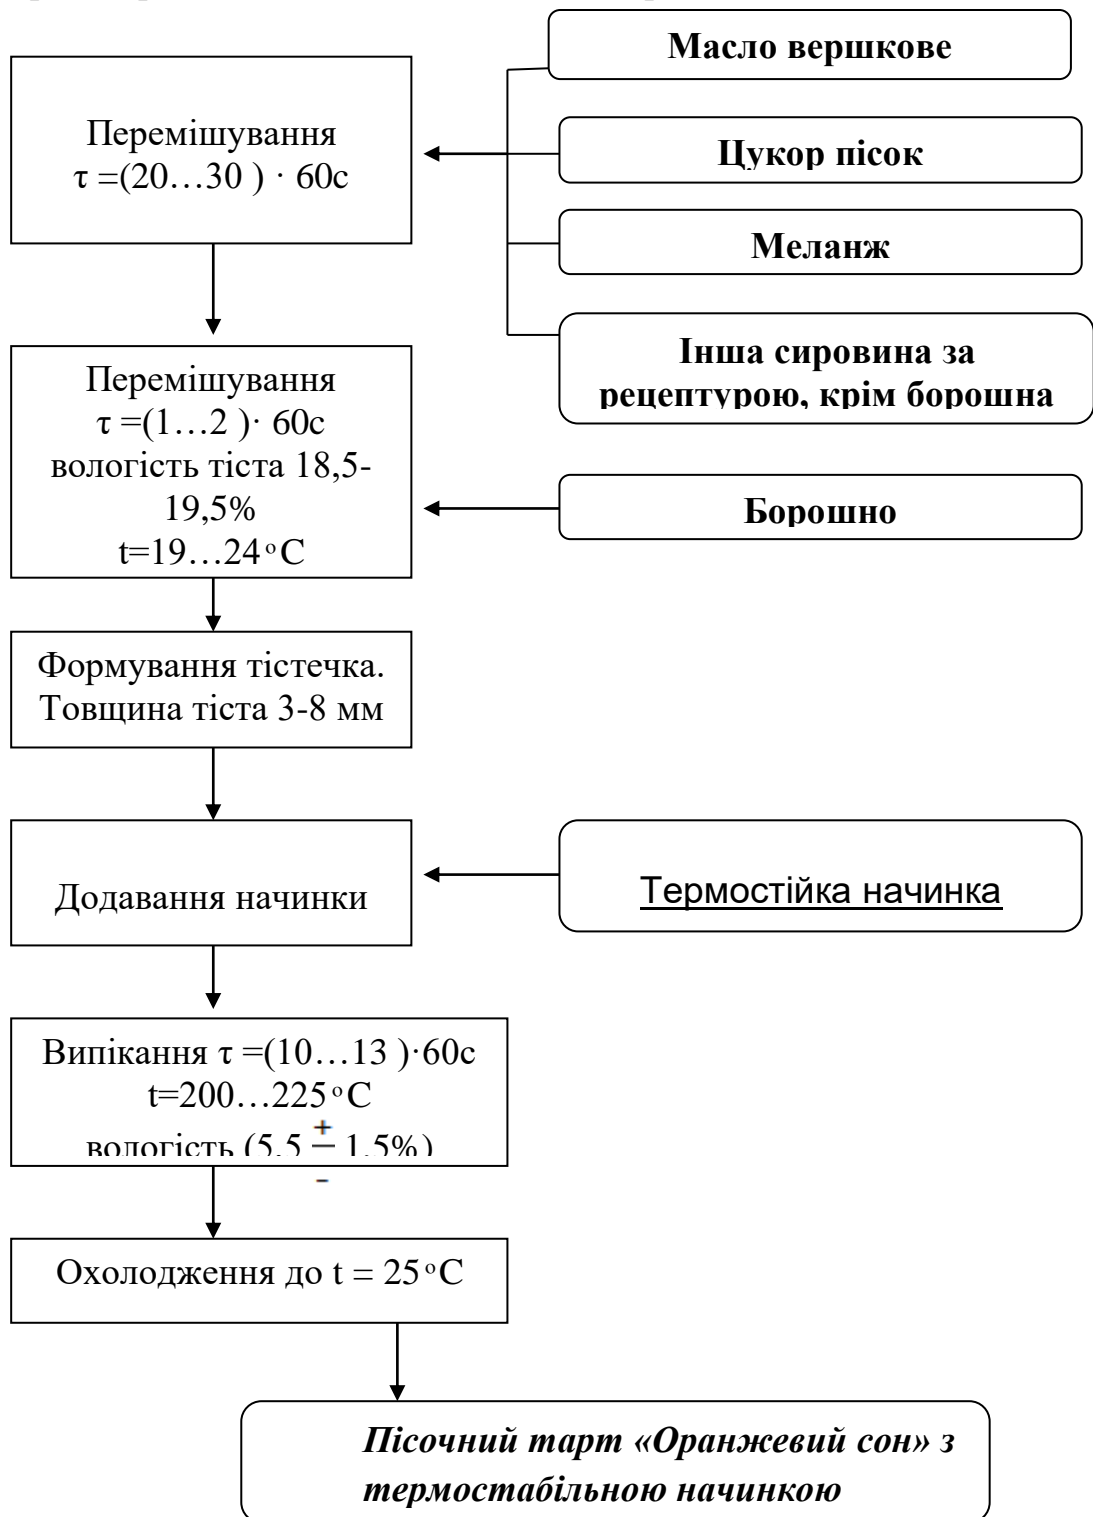 Масло вершкове
Перемішування
τ =(20…30 ) · 60с
Цукор пісок
Меланж
Інша сировина за
рецептурою, крім борошна
Перемішування
τ =(1…2 )· 60с
вологість тіста 18,5-
19,5%
t=19…24°С
Борошно
Формування тістечка.
Товщина тіста 3-8 мм
Додавання начинки
Термостійка начинка
Випікання τ =(10…13 )·60с
t=200…225°С
вологість (5,5 ± 1,5%)
Охолодження до t = 25°С
Пісочний тарт «Оранжевий сон» з
термостабільною начинкою